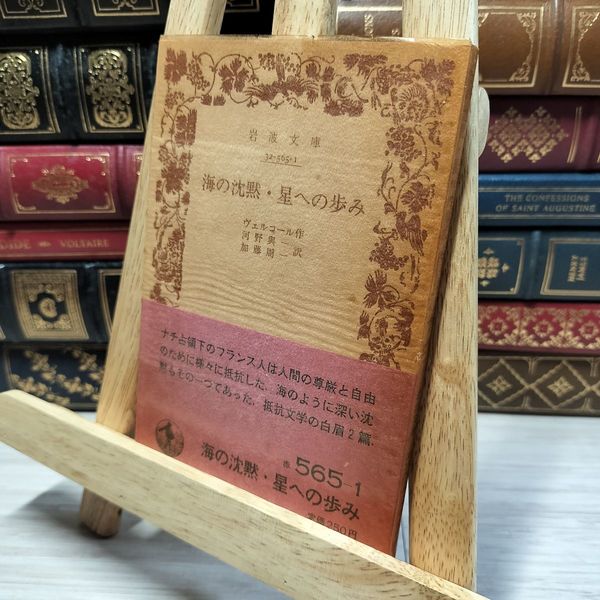 岩波文庫
32-565-1
海の沈黙・星への歩み
ヴェルコール作
河野與一
加藤周一 訳
ナチ占領下のフランス人は人間の尊厳と自由
のために様々に抵抗した.海のように深い沈
黙もその一つであった.抵抗文学の白眉2篇.
赤 565-1
海の沈黙・星への歩み
定価250円
THE CONFESSIONS
OF SAINT AUGUSTINE
HENRY
JAMES
VOLTAIRE